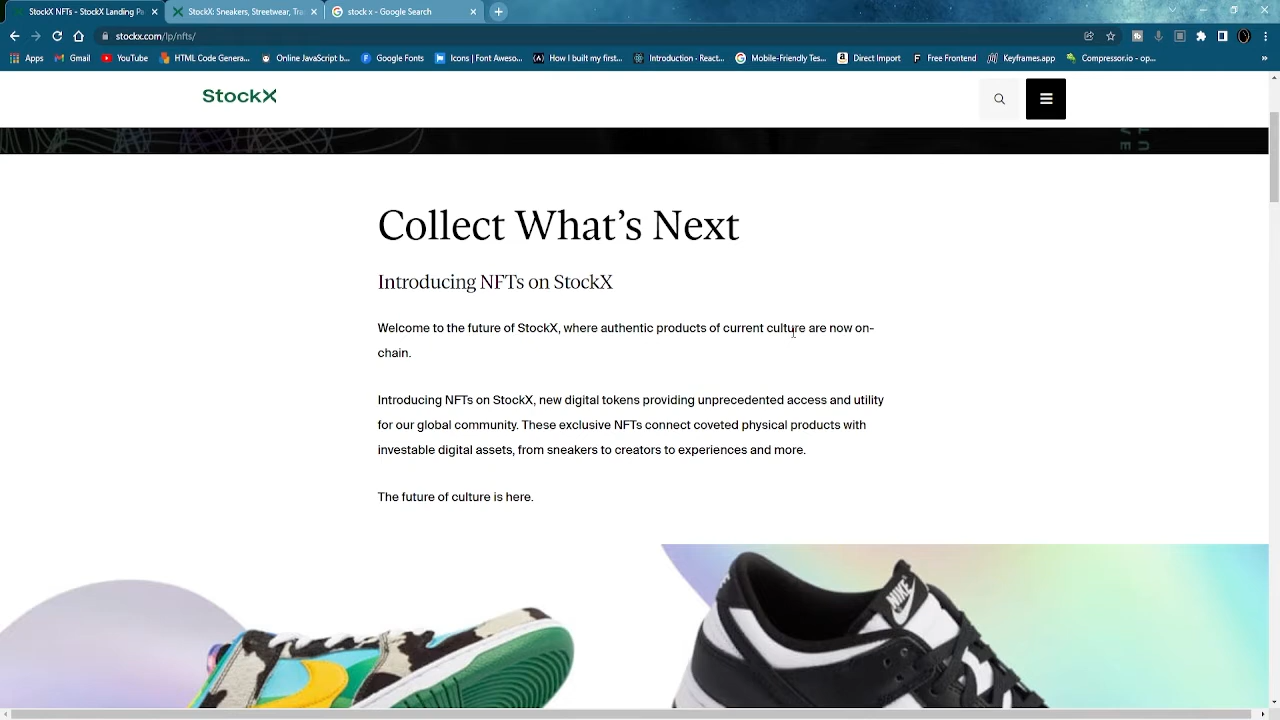 StockX NFTs - StockX Landing Pa
StockX: Sneakers, Streetwear, Tra
stock x - Google Search
stockx.com/lp/nfts/
Apps
Gmail
YouTube
HTML Code Genera...
Online JavaScript b...
Google Fonts
Icons | Font Aweso...
How I built my first...
Introduction - React...
Mobile-Friendly Tes...
Direct Import
Free Frontend
Keyframes.app
Compressor.io - op...
StockX
Collect What’s Next
Introducing NFTs on StockX
Welcome to the future of StockX, where authentic products of current culture are now on-
chain.
Introducing NFTs on StockX, new digital tokens providing unprecedented access and utility
for our global community. These exclusive NFTs connect coveted physical products with
investable digital assets, from sneakers to creators to experiences and more.
The future of culture is here.
NIKE